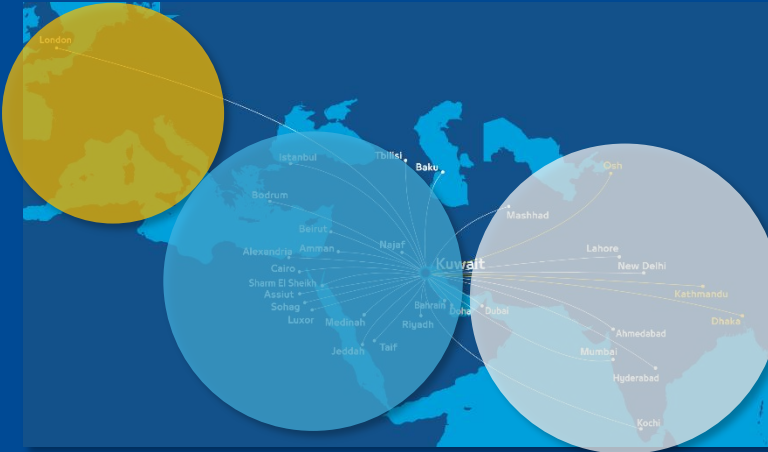 London
Istanbul
Tbilisi
Baku
Osh
Bodrum
Mashhad
Beirut
Alexandria
Amman
Najaf
Lahore
Kuwait
Cairo
New Delhi
Sharm El Sheikh
Assiut
Kathmandu
Sohag
Bahrain
Doha
Dubai
Luxor
Medinah
Riyadh
Dhaka
Ahmedabad
Jeddah
Taif
Mumbai
Hyderabad
Kochi